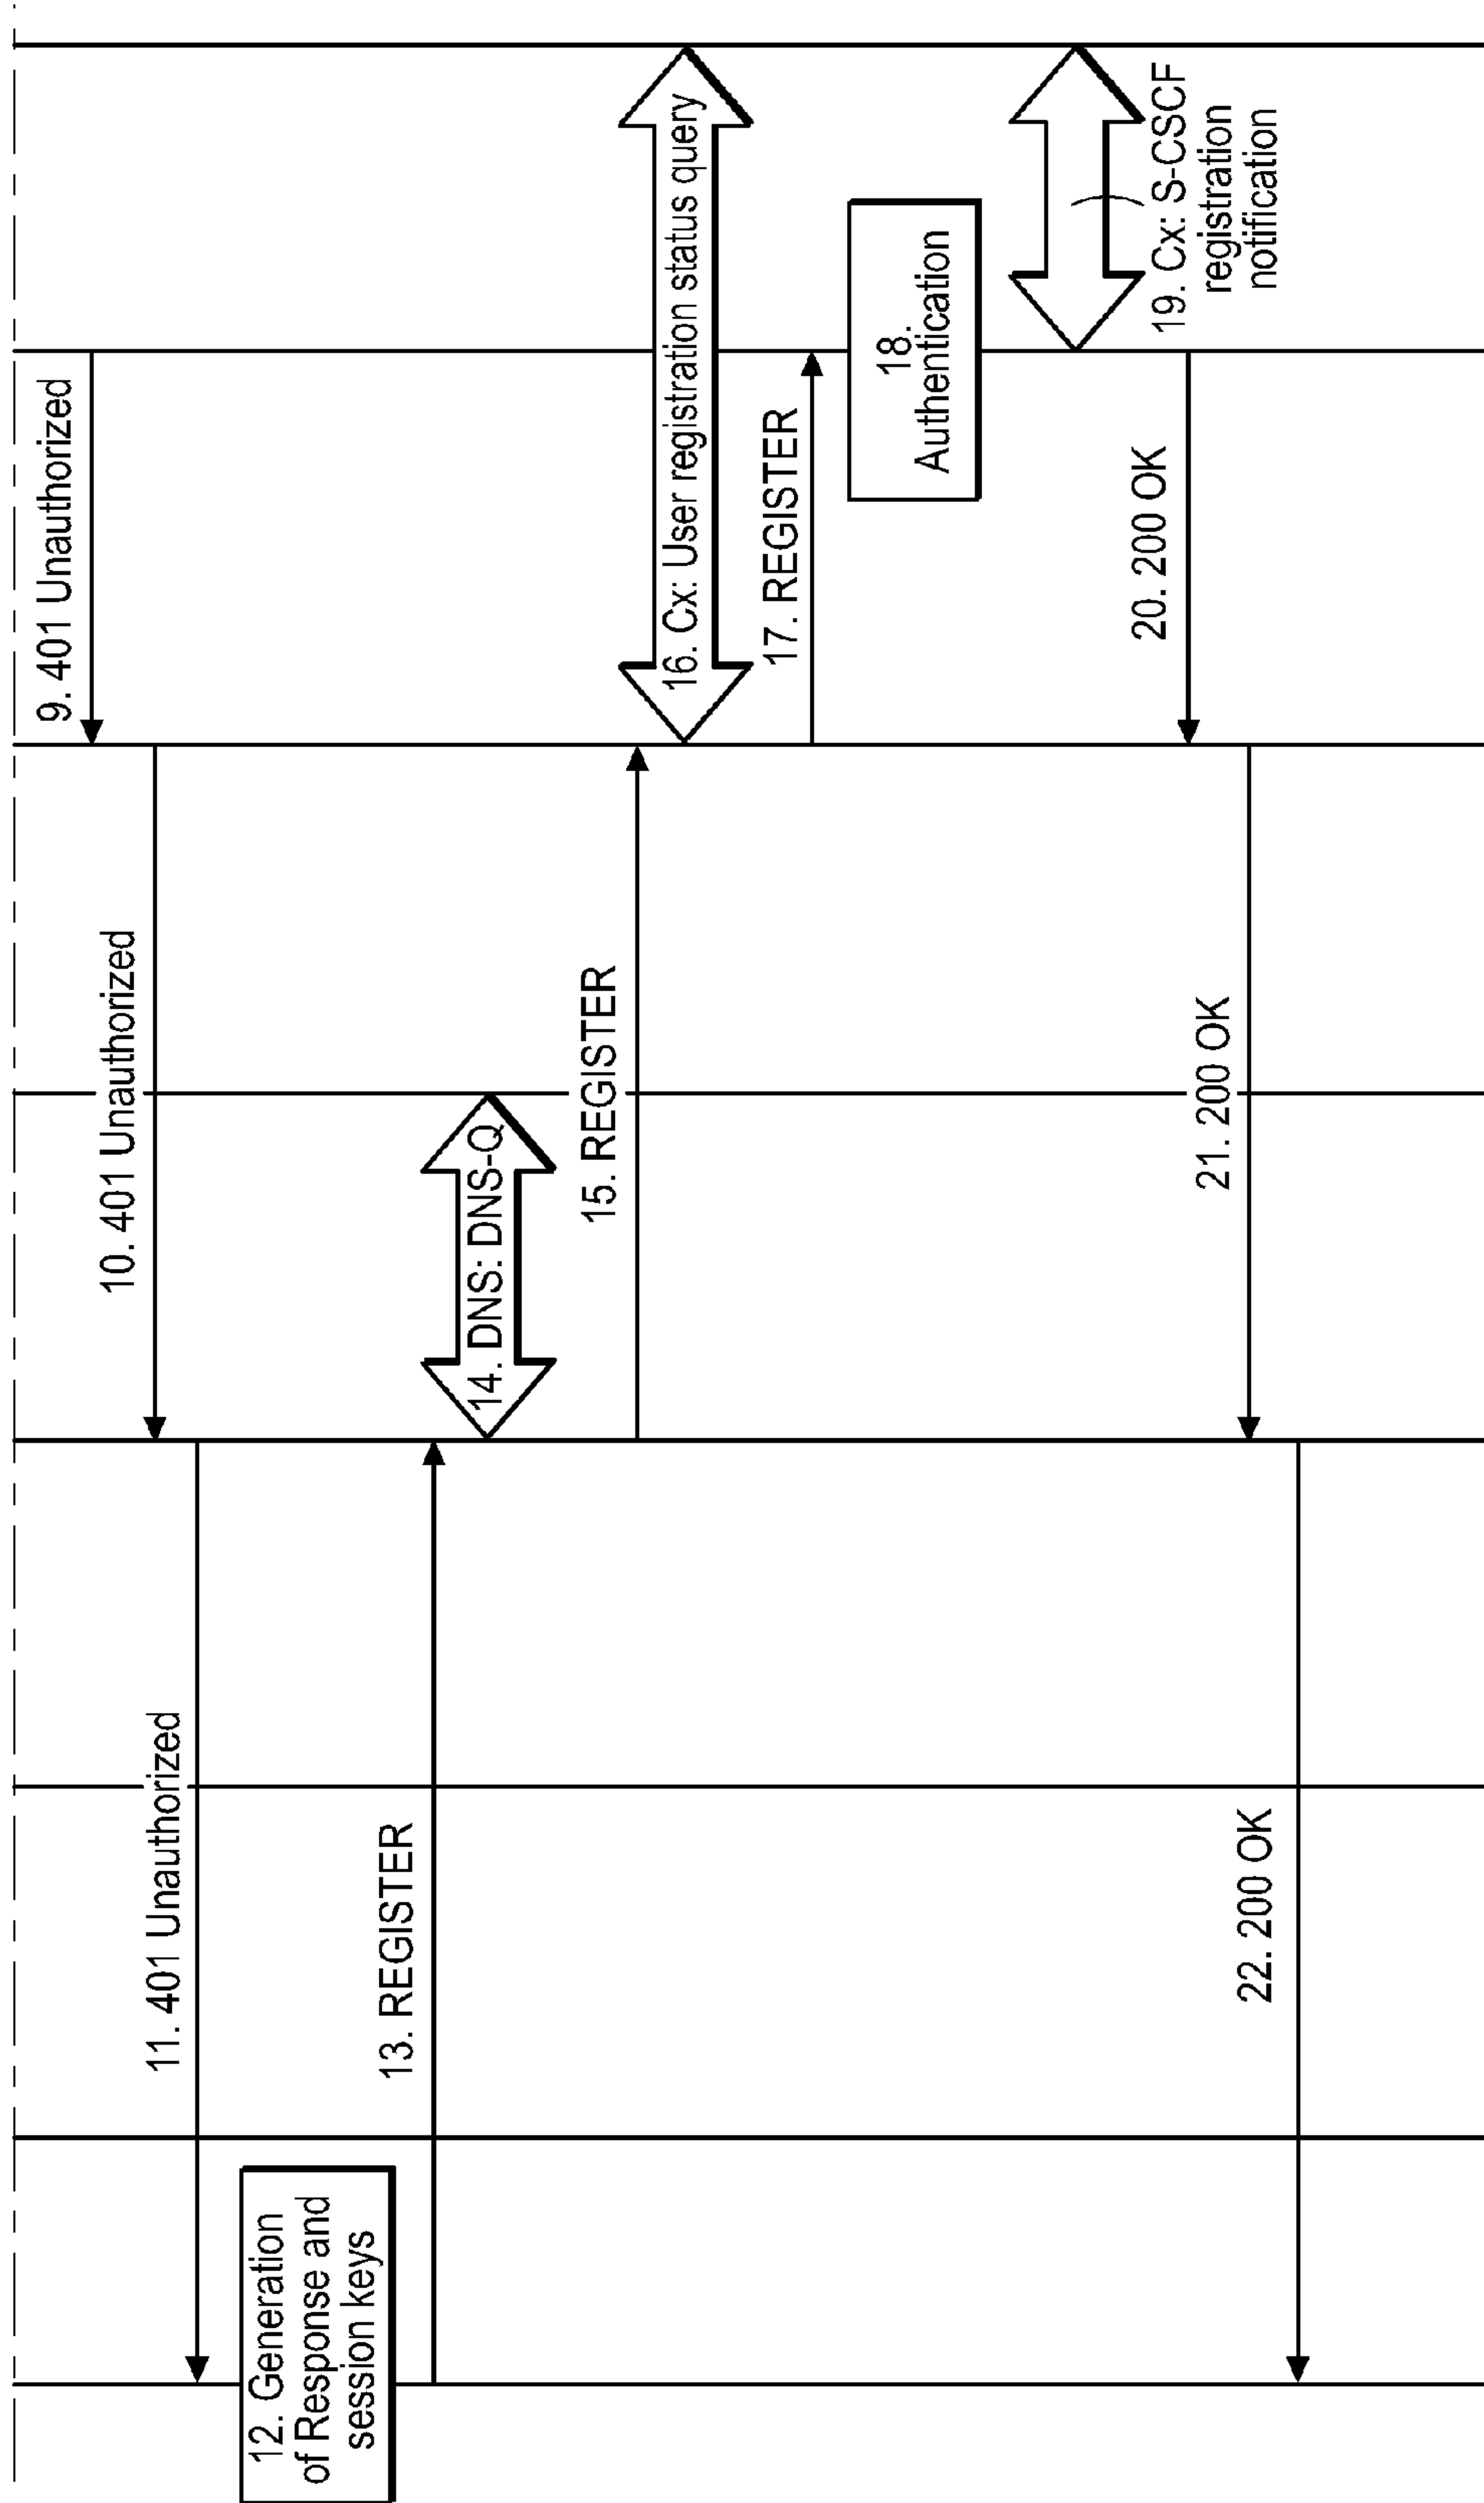 9. 401 Unauthorized
10. 401 Unauthorized
11. 401 Unauthorized
12. Generation
of Response and
session keys
13. REGISTER
14. DNS: DNS-Q
15. REGISTER
16. Cx: User registration status query
17. REGISTER
18.
Authentication
19. Cx: S-CSCF
registration
notification
20. 200 OK
21. 200 OK
22. 200 OK